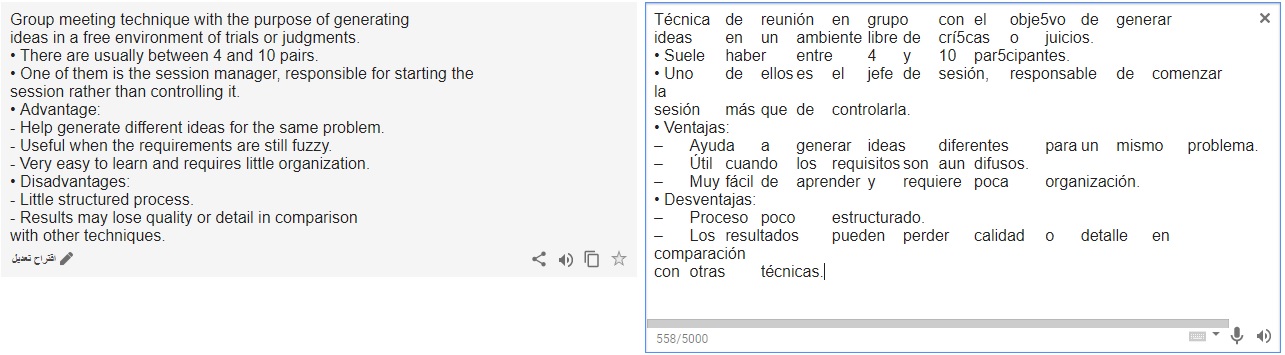 Group meeting technique with the purpose of generating
ideas in a free environment of trials or judgments.
• There are usually between 4 and 10 pairs.
• One of them is the session manager, responsible for starting the
session rather than controlling it.
• Advantage:
- Help generate different ideas for the same problem.
- Useful when the requirements are still fuzzy.
- Very easy to learn and requires little organization.
• Disadvantages:
- Little structured process.
- Results may lose quality or detail in comparison
with other techniques.
اقتراح تعديل
Técnica de reunión en grupo con el obje5vo de generar
ideas en un ambiente libre de crí5cas o juicios.
• Suele haber entre 4 y 10 par5cipantes.
• Uno de ellos es el jefe de sesión, responsable de comenzar
la
sesión más que de controlarla.
• Ventajas:
– Ayuda a generar ideas diferentes para un mismo problema.
– Útil cuando los requisitos son aun difusos.
– Muy fácil de aprender y requiere poca organización.
• Desventajas:
– Proceso poco estructurado.
– Los resultados pueden perder calidad o detalle en
comparación
con otras técnicas.
558/5000